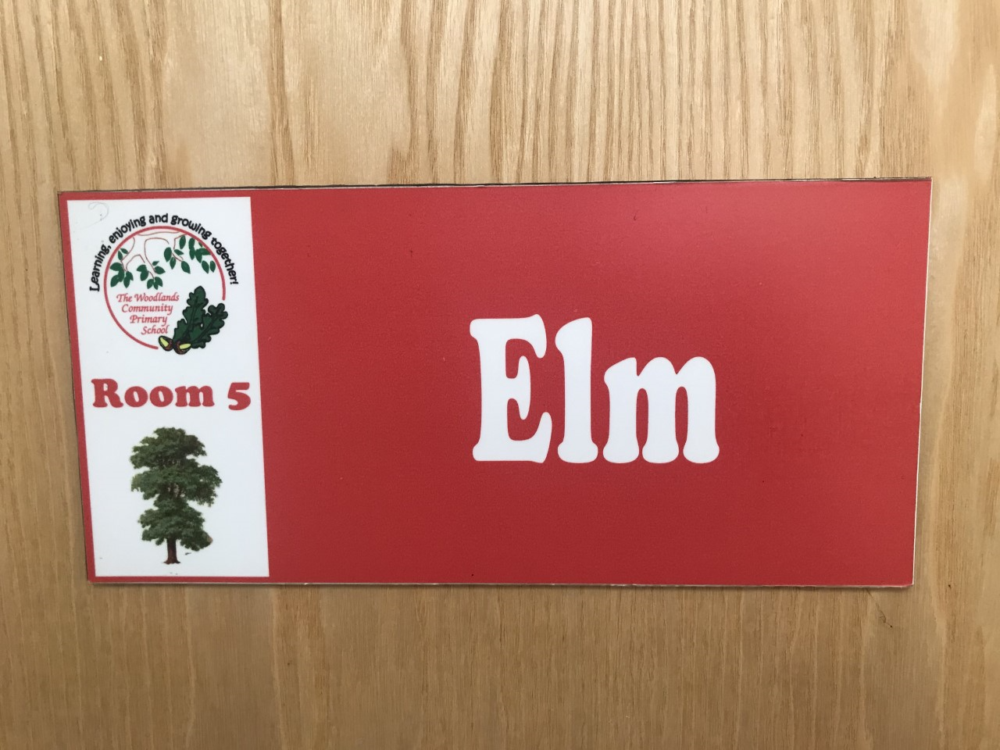 Learning, enjoying and growing together!
The Woodlands
Community
Primary
School
Room 5
Elm